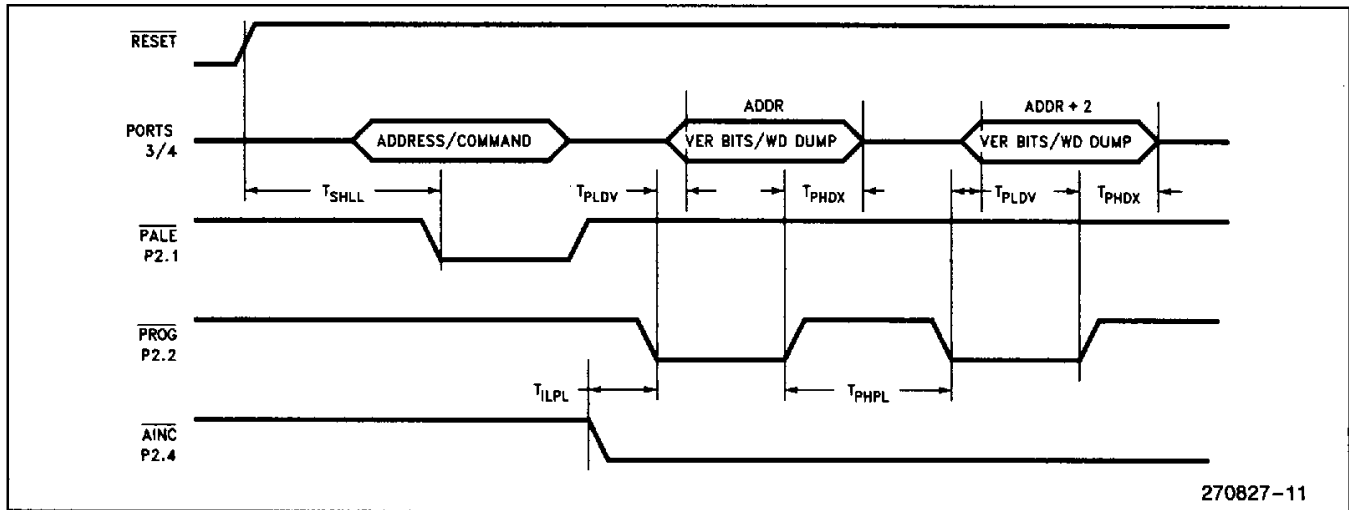 RESET
PORTS
3/4
ADDRESS/COMMAND
ADDR
VER BITS/WD DUMP
ADDR + 2
VER BITS/WD DUMP
TSHLL
TPLDV
TPHDX
TPLDV
TPHDX
PALE
P2.1
PROG
P2.2
TILPL
TPHPL
AINC
P2.4
270827-11